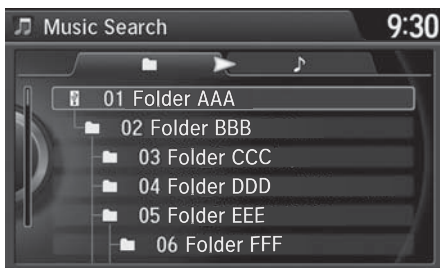 Music Search 9:30
01 Folder AAA
02 Folder BBB
03 Folder CCC
04 Folder DDD
05 Folder EEE
06 Folder FFF